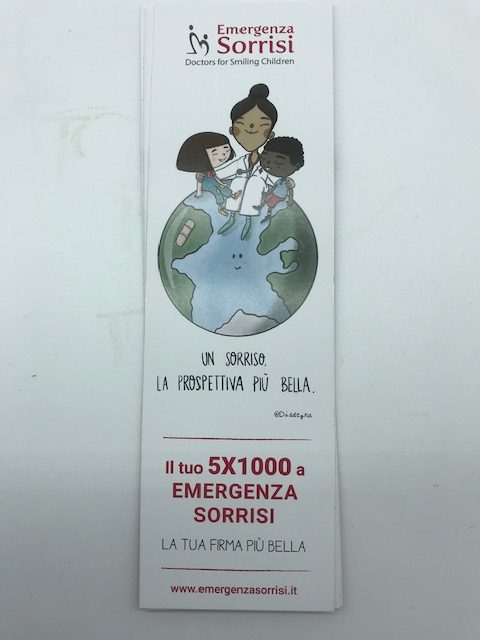 Emergenza
Sorrisi
Doctors for Smiling Children
UN SORRISO.
LA PROSPETTIVA PIÙ BELLA.
@Disdegna
Il tuo 5X1000 a
EMERGENZA
SORRISI
LA TUA FIRMA PIÙ BELLA
www.emergenzasorrisi.it